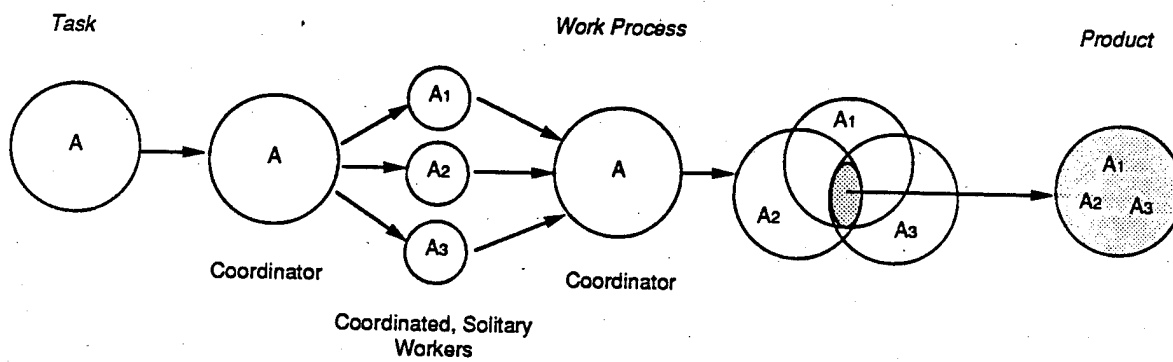 Task
Work Process
Product
A
A
A1
A2
A3
A
A1
A2
A3
A1
A2
A3
Coordinator
Coordinator
Coordinated, Solitary
Workers